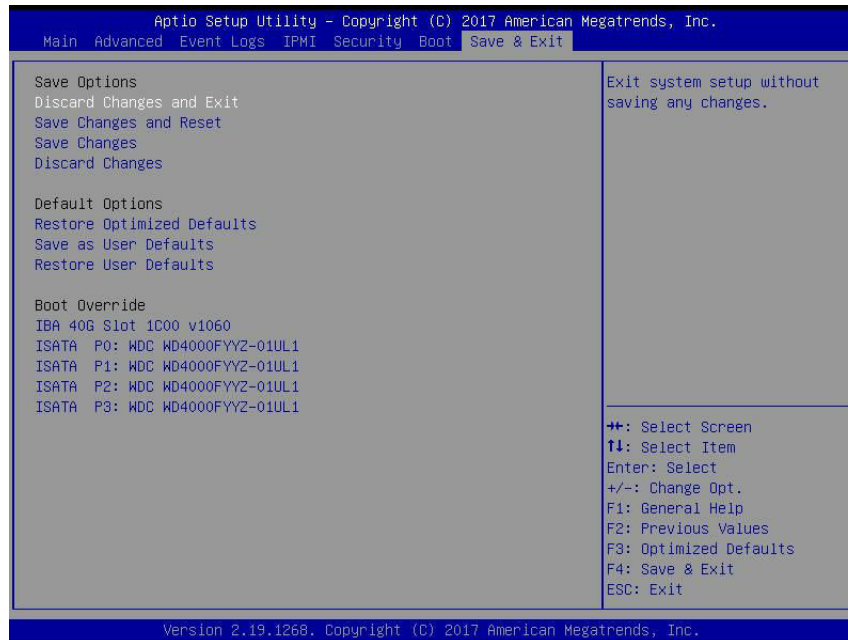 Aptio Setup Utility – Copyright (C) 2017 American Megatrends, Inc.
Main Advanced Event Logs IPMI Security Boot Save & Exit
Save Options
Discard Changes and Exit
Save Changes and Reset
Save Changes
Discard Changes
Default Options
Restore Optimized Defaults
Save as User Defaults
Restore User Defaults
Boot Override
IBA 40G Slot 1C00 v1060
ISATA P0: WDC WD4000FYYZ-01UL1
ISATA P1: WDC WD4000FYYZ-01UL1
ISATA P2: WDC WD4000FYYZ-01UL1
ISATA P3: WDC WD4000FYYZ-01UL1
Exit system setup without
saving any changes.
→←: Select Screen
↑↓: Select Item
Enter: Select
+/-: Change Opt.
F1: General Help
F2: Previous Values
F3: Optimized Defaults
F4: Save & Exit
ESC: Exit
Version 2.19.1268. Copyright (C) 2017 American Megatrends, Inc.